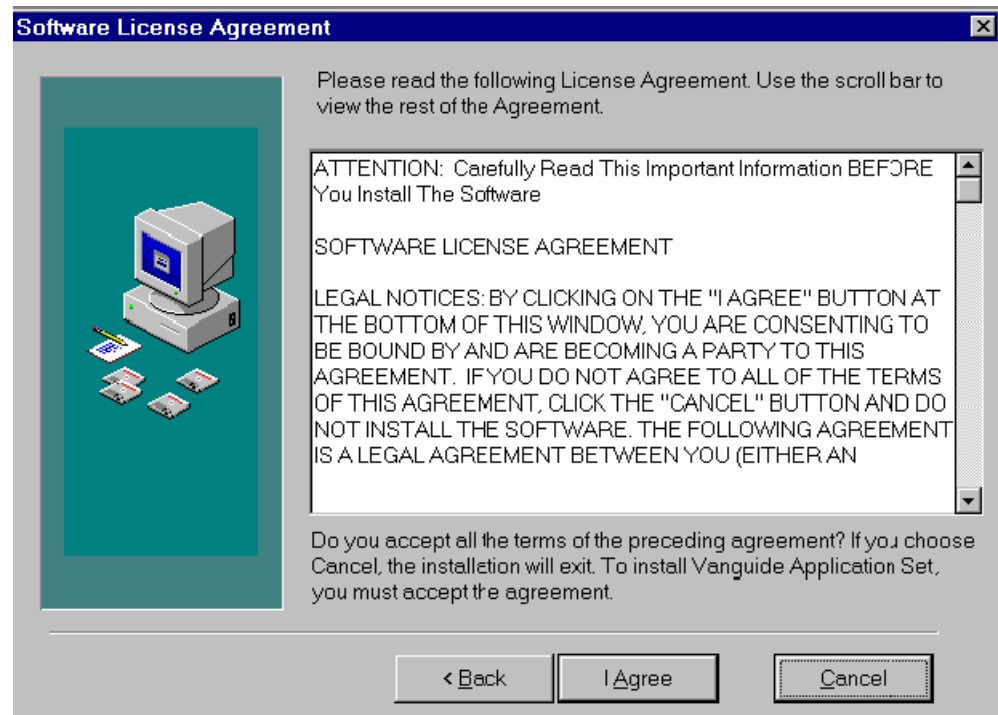 Software License Agreement
Please read the following License Agreement. Use the scroll bar to
view the rest of the Agreement.
ATTENTION: Carefully Read This Important Information BEFORE
You Install The Software
SOFTWARE LICENSE AGREEMENT
LEGAL NOTICES: BY CLICKING ON THE "I AGREE" BUTTON AT
THE BOTTOM OF THIS WINDOW, YOU ARE CONSENTING TO
BE BOUND BY AND ARE BECOMING A PARTY TO THIS
AGREEMENT. IF YOU DO NOT AGREE TO ALL OF THE TERMS
OF THIS AGREEMENT, CLICK THE "CANCEL" BUTTON AND DO
NOT INSTALL THE SOFTWARE. THE FOLLOWING AGREEMENT
IS A LEGAL AGREEMENT BETWEEN YOU (EITHER AN
Do you accept all the terms of the preceding agreement? If you choose
Cancel, the installation will exit. To install Vanguide Application Set,
you must accept the agreement.
< Back
I Agree
Cancel